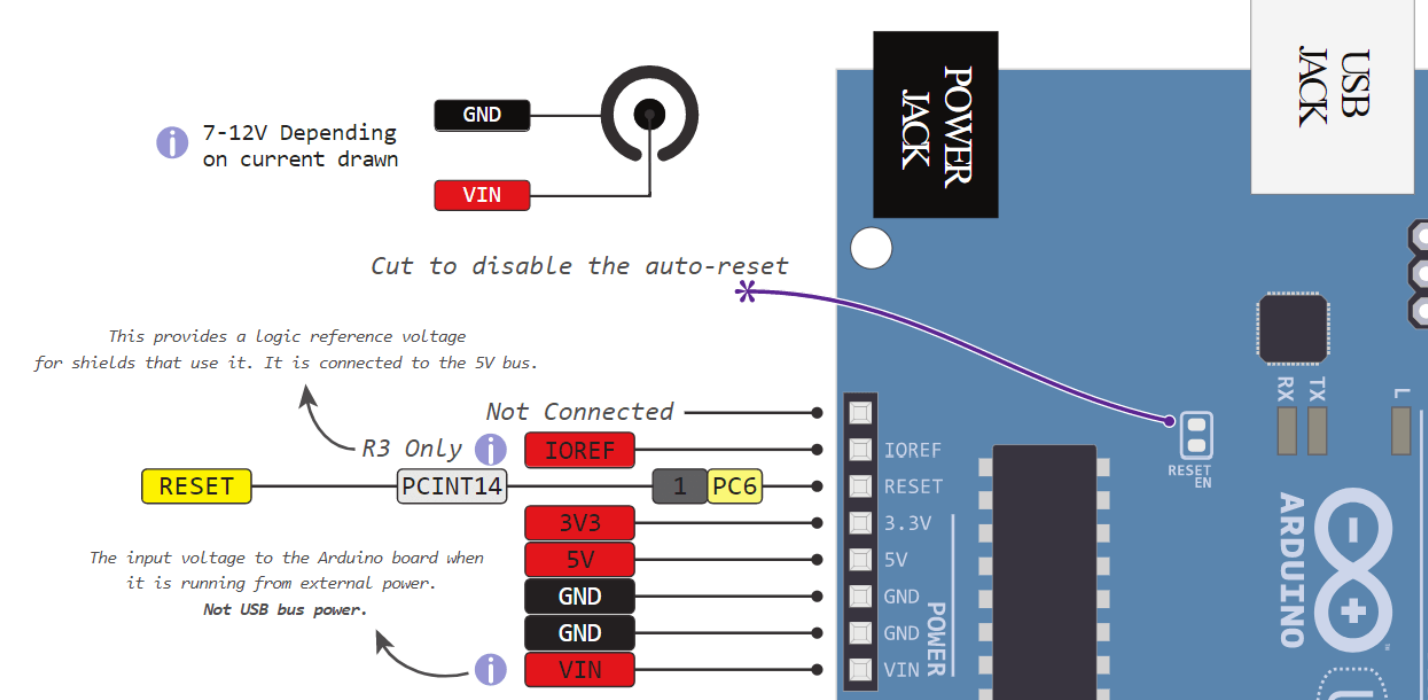 POWER
JACK
USB
JACK
GND
7-12V Depending
on current drawn
VIN
Cut to disable the auto-reset
This provides a logic reference voltage
for shields that use it. It is connected to the 5V bus.
RX
TX
L
Not Connected
R3 Only
IOREF
IOREF
RESET
PCINT14
1
PC6
RESET
RESET
EN
3V3
3.3V
The input voltage to the Arduino board when
it is running from external power.
Not USB bus power.
5V
5V
GND
GND
GND
GND
VIN
VIN
POWER
ARDUINO
TM